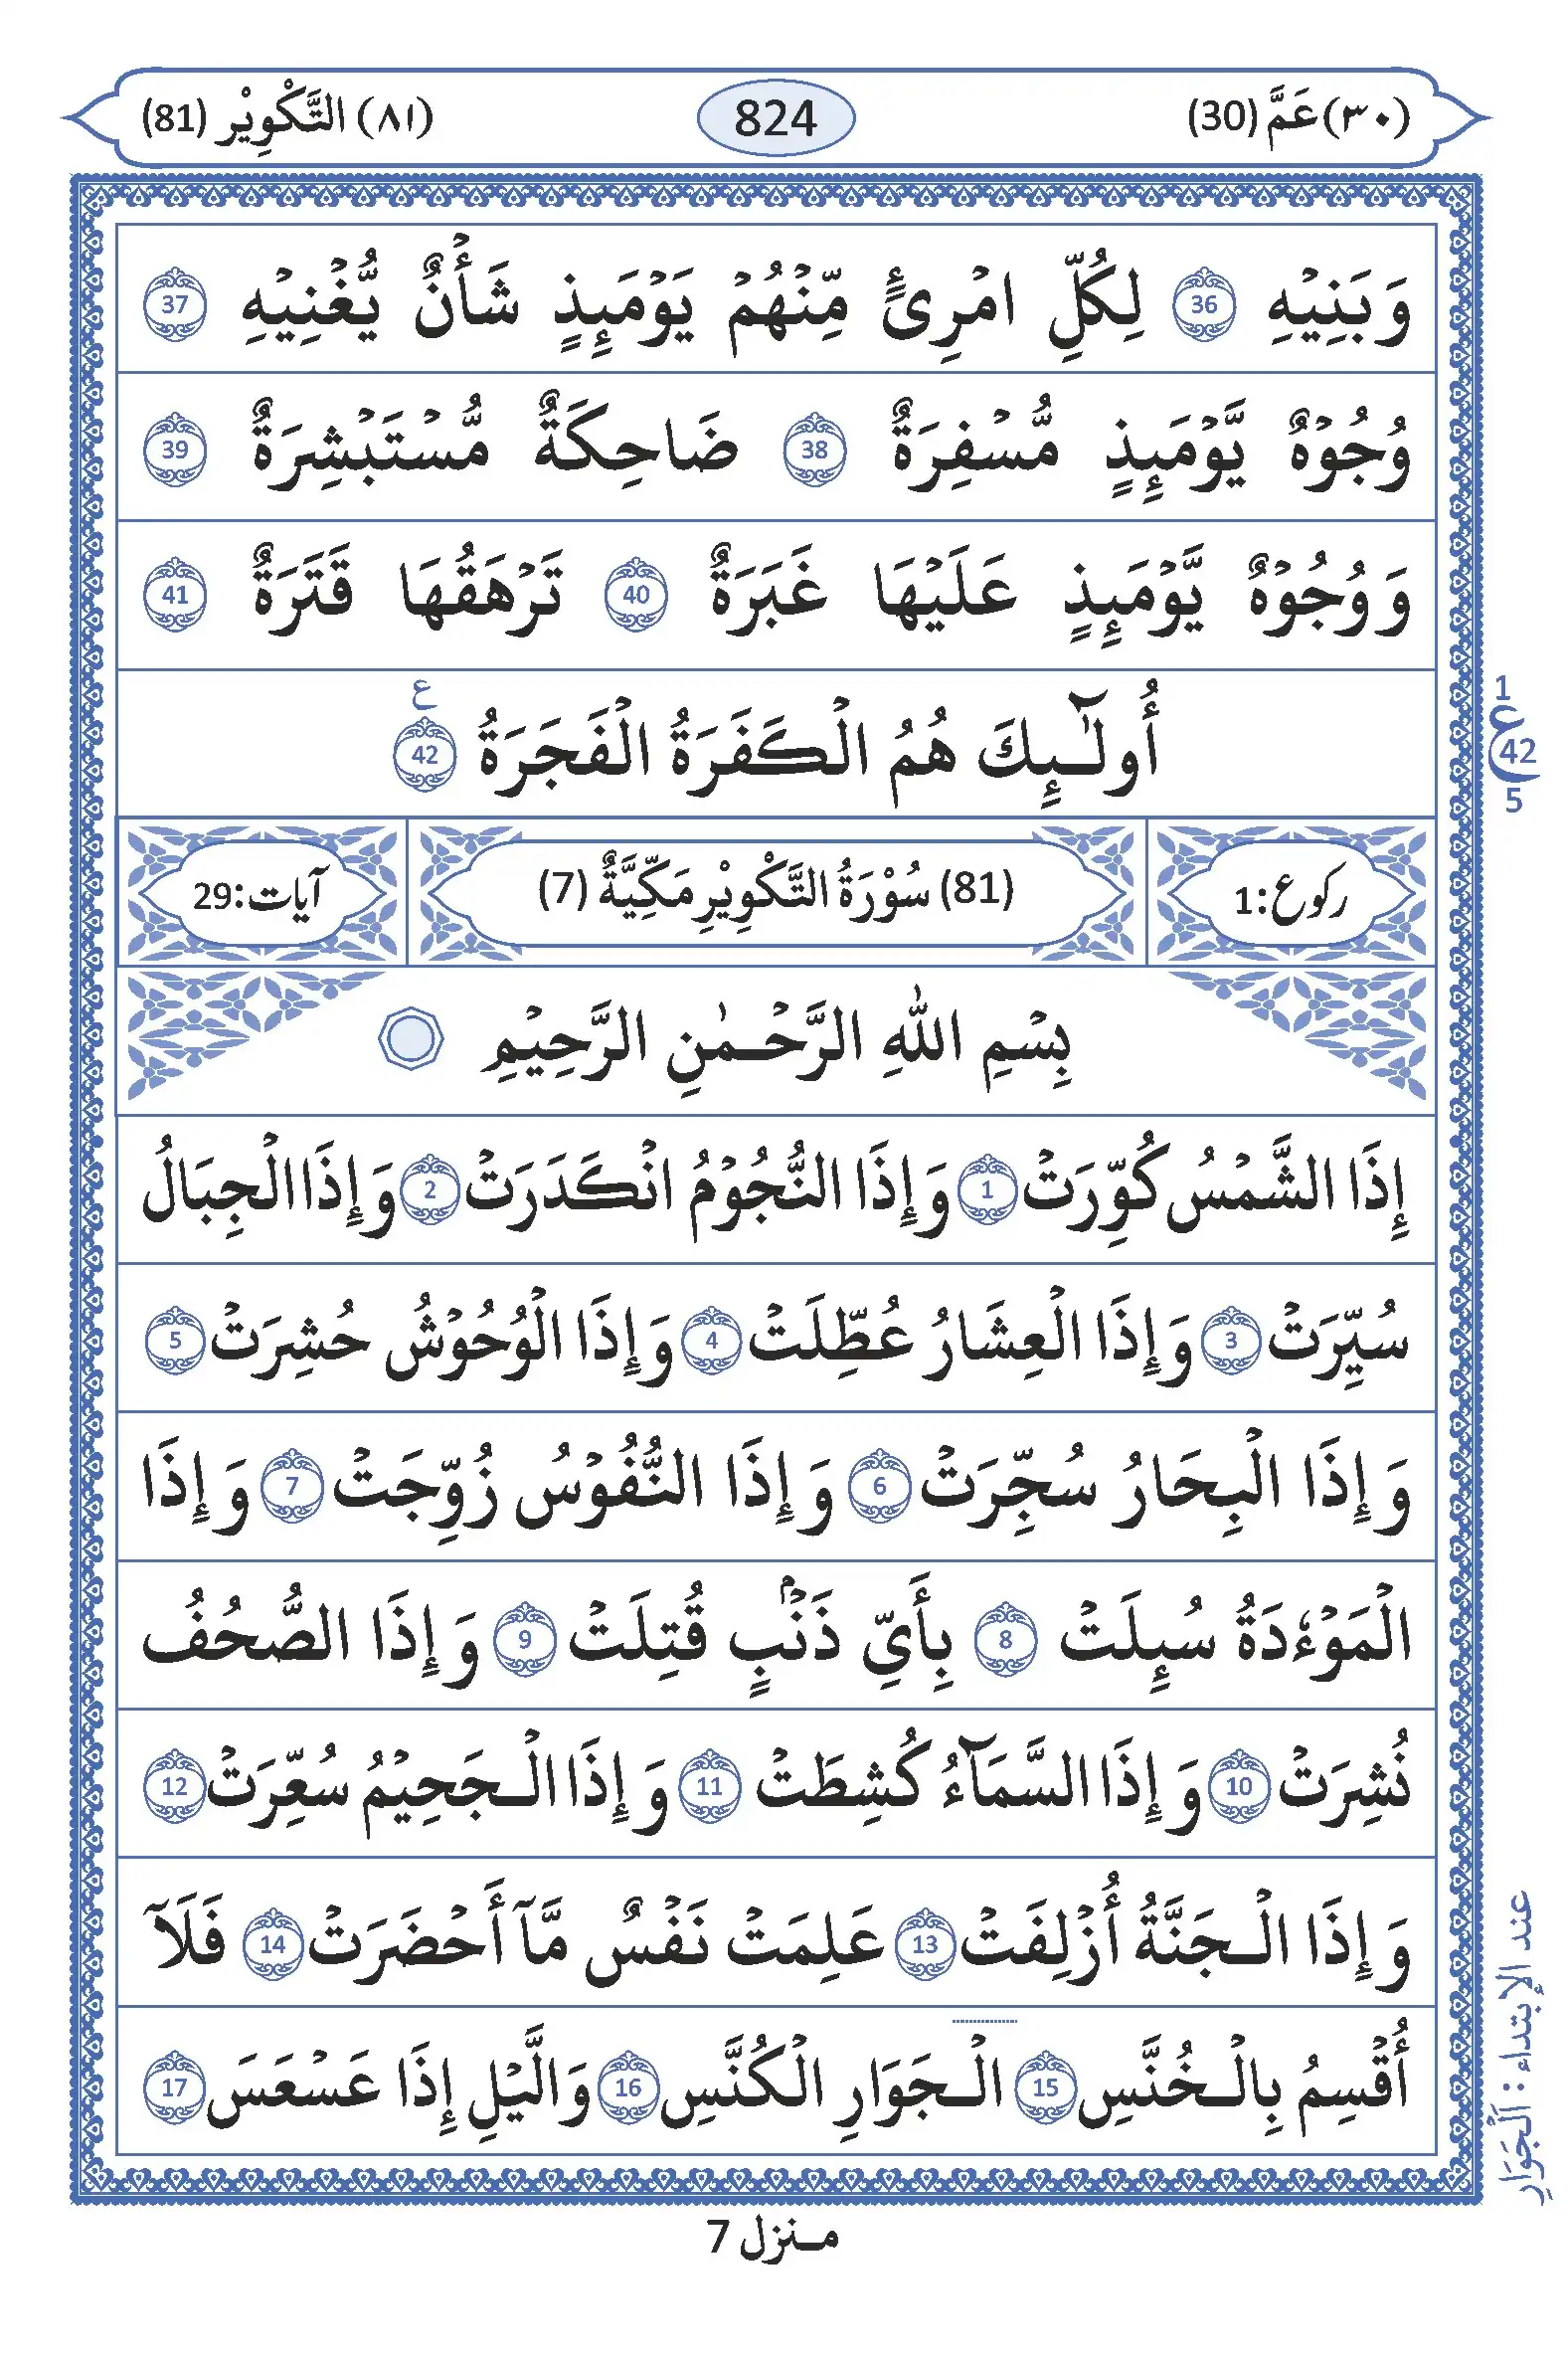 (٣٠) عَمَّ (30) 824 (٨١) التَّكْوِيْر (81)
وَبَنِيْهِ 36 لِكُلِّ امْرِئٍ مِّنْهُمْ يَوْمَئِذٍ شَأْنٌ يُّغْنِيْهِ 37
وُجُوْهٌ يَّوْمَئِذٍ مُّسْفِرَةٌ 38 ضَاحِكَةٌ مُّسْتَبْشِرَةٌ 39
وَوُجُوْهٌ يَّوْمَئِذٍ عَلَيْهَا غَبَرَةٌ 40 تَرْهَقُهَا قَتَرَةٌ 41
أُولٰٓئِكَ هُمُ الْكَفَرَةُ الْفَجَرَةُ 42 ع
1
ع 42
5
رکوع:1 (81) سُوْرَةُ التَّكْوِيْرِ مَكِّيَّةٌ (7) آیات:29
بِسْمِ اللّٰهِ الرَّحْمٰنِ الرَّحِيْمِ
إِذَا الشَّمْسُ كُوِّرَتْ 1 وَإِذَا النُّجُوْمُ انْكَدَرَتْ 2 وَإِذَا الْجِبَالُ
سُيِّرَتْ 3 وَإِذَا الْعِشَارُ عُطِّلَتْ 4 وَإِذَا الْوُحُوْشُ حُشِرَتْ 5
وَإِذَا الْبِحَارُ سُجِّرَتْ 6 وَإِذَا النُّفُوْسُ زُوِّجَتْ 7 وَإِذَا
الْمَوْءٗدَةُ سُئِلَتْ 8 بِأَيِّ ذَنْۢبٍ قُتِلَتْ 9 وَإِذَا الصُّحُفُ
نُشِرَتْ 10 وَإِذَا السَّمَآءُ كُشِطَتْ 11 وَإِذَا الْجَحِيْمُ سُعِّرَتْ 12
وَإِذَا الْجَنَّةُ أُزْلِفَتْ 13 عَلِمَتْ نَفْسٌ مَّآ أَحْضَرَتْ 14 فَلَآ
أُقْسِمُ بِالْخُنَّسِ 15 الْجَوَارِ الْكُنَّسِ 16 وَالَّيْلِ إِذَا عَسْعَسَ 17
عند الإبتداء : اَلْجَوَارِ
منزل 7